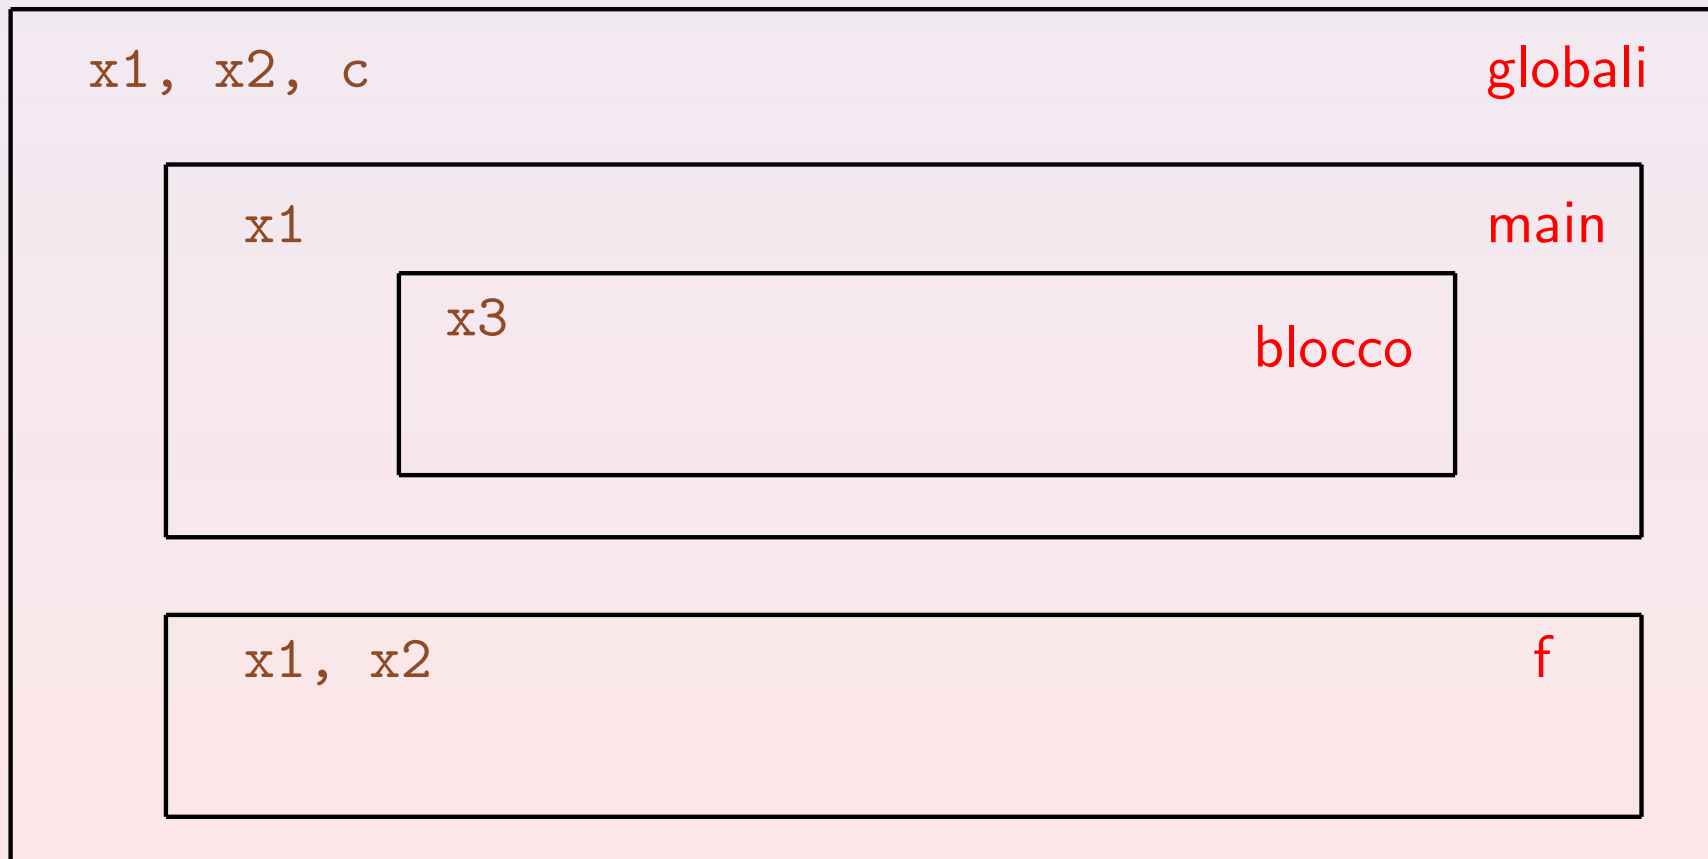 x1, x2, c globali
x1 main
x3
blocco
x1, x2 f